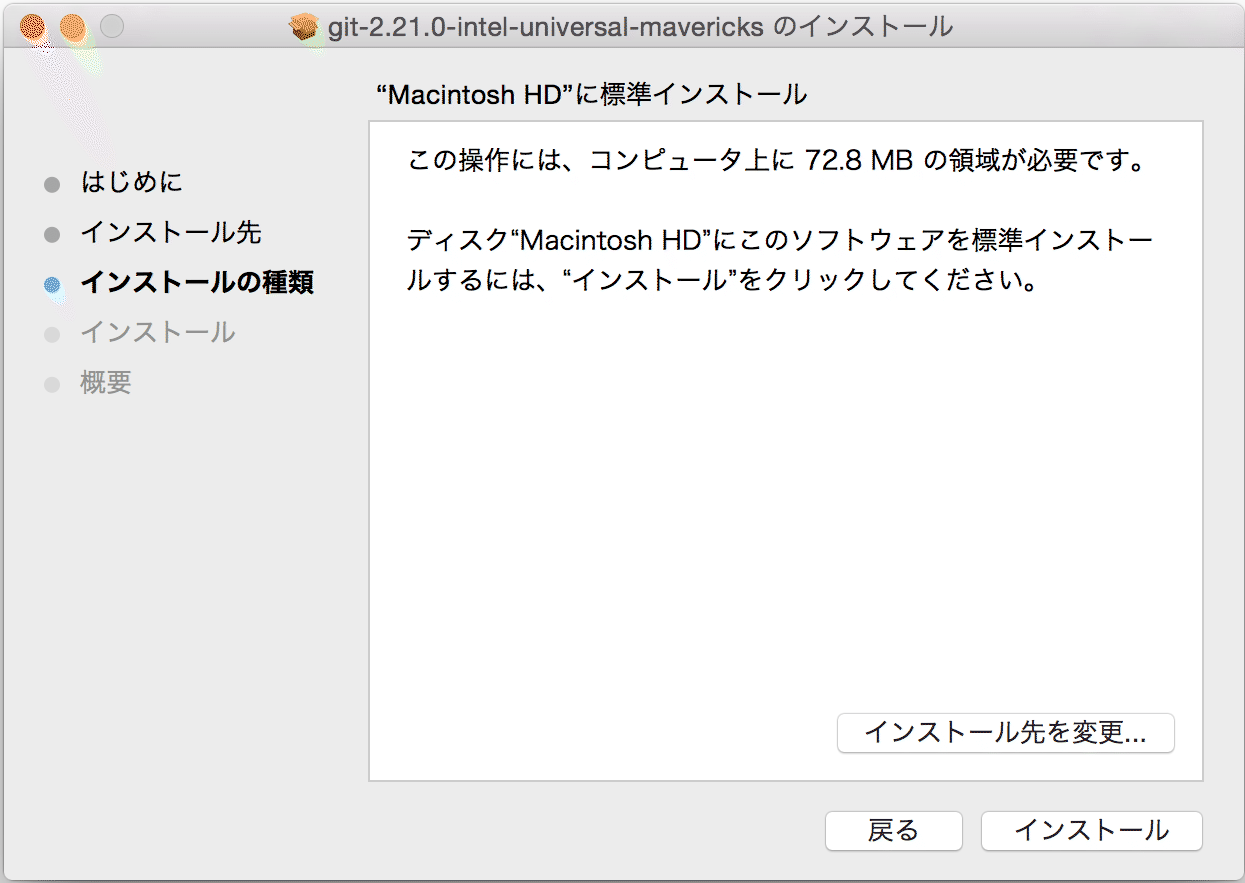 git-2.21.0-intel-universal-mavericks のインストール
“Macintosh HD”に標準インストール
はじめに
インストール先
インストールの種類
インストール
概要
この操作には、コンピュータ上に 72.8 MB の領域が必要です。
ディスク“Macintosh HD”にこのソフトウェアを標準インストー
ルするには、“インストール”をクリックしてください。
インストール先を変更...
戻る
インストール